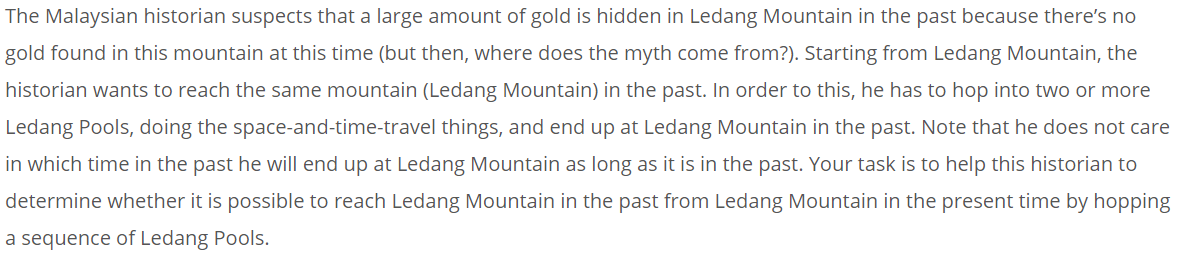 The Malaysian historian suspects that a large amount of gold is hidden in Ledang Mountain in the past because there’s no
gold found in this mountain at this time (but then, where does the myth come from?). Starting from Ledang Mountain, the
historian wants to reach the same mountain (Ledang Mountain) in the past. In order to this, he has to hop into two or more
Ledang Pools, doing the space-and-time-travel things, and end up at Ledang Mountain in the past. Note that he does not care
in which time in the past he will end up at Ledang Mountain as long as it is in the past. Your task is to help this historian to
determine whether it is possible to reach Ledang Mountain in the past from Ledang Mountain in the present time by hopping
a sequence of Ledang Pools.